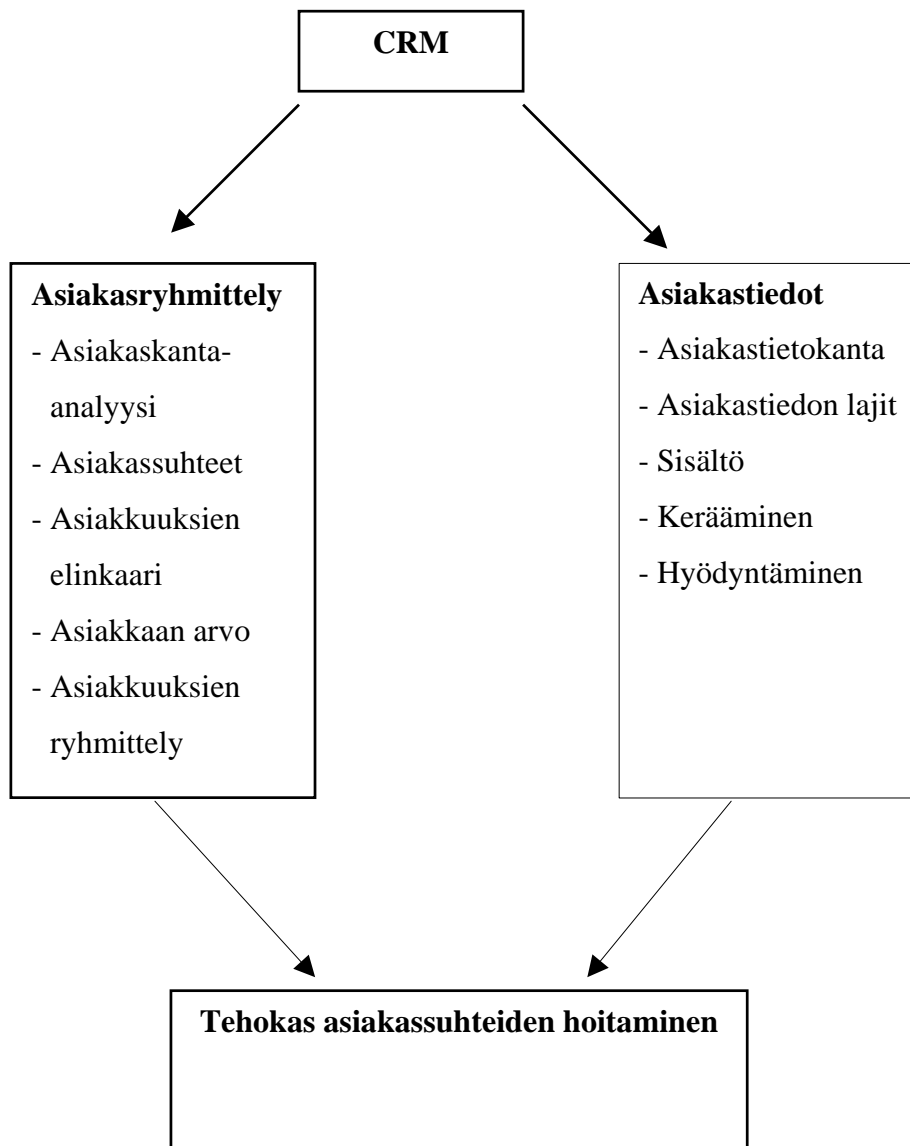 CRM
Asiakasryhmittely
- Asiakaskanta-
analyysi
- Asiakassuhteet
- Asiakkuuksien
elinkaari
- Asiakkaan arvo
- Asiakkuuksien
ryhmittely
Asiakastiedot
- Asiakastietokanta
- Asiakastiedon lajit
- Sisältö
- Kerääminen
- Hyödyntäminen
Tehokas asiakassuhteiden hoitaminen